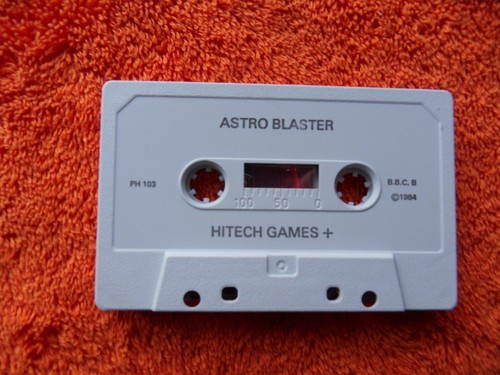 ASTRO BLASTER
PH 103
B.B.C. B
©1984
100 50 0
HITECH GAMES +